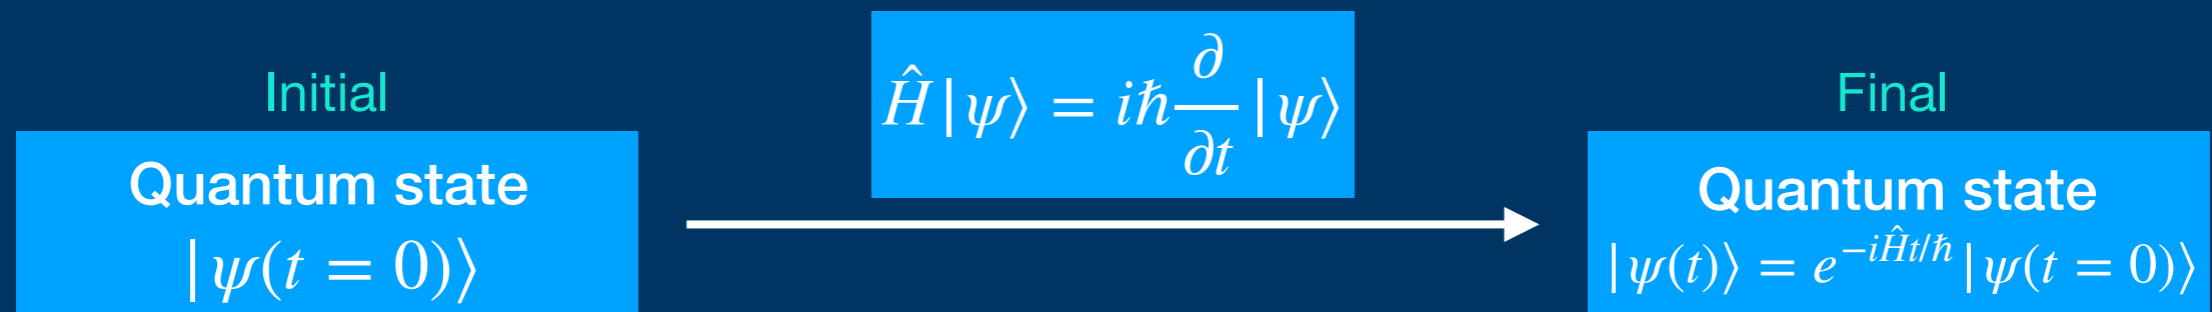 Initial
Quantum state
|ψ(t = 0)⟩
Ĥ|ψ⟩ = iℏ ∂/∂t |ψ⟩
Final
Quantum state
|ψ(t)⟩ = e^{-iĤt/ℏ}|ψ(t = 0)⟩